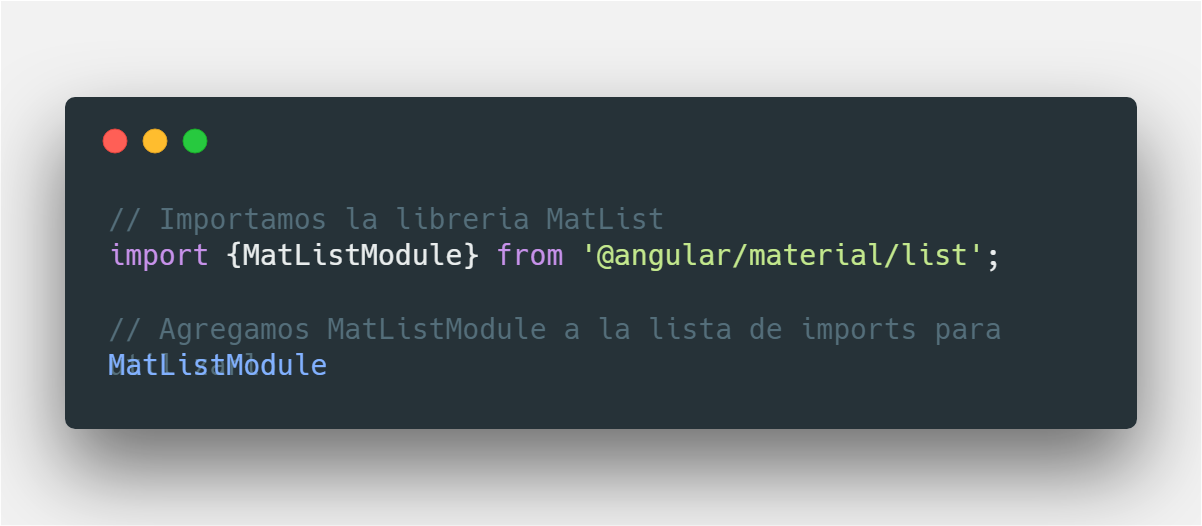 // Importamos la libreria MatList
import {MatListModule} from '@angular/material/list';
// Agregamos MatListModule a la lista de imports para
MatListModule